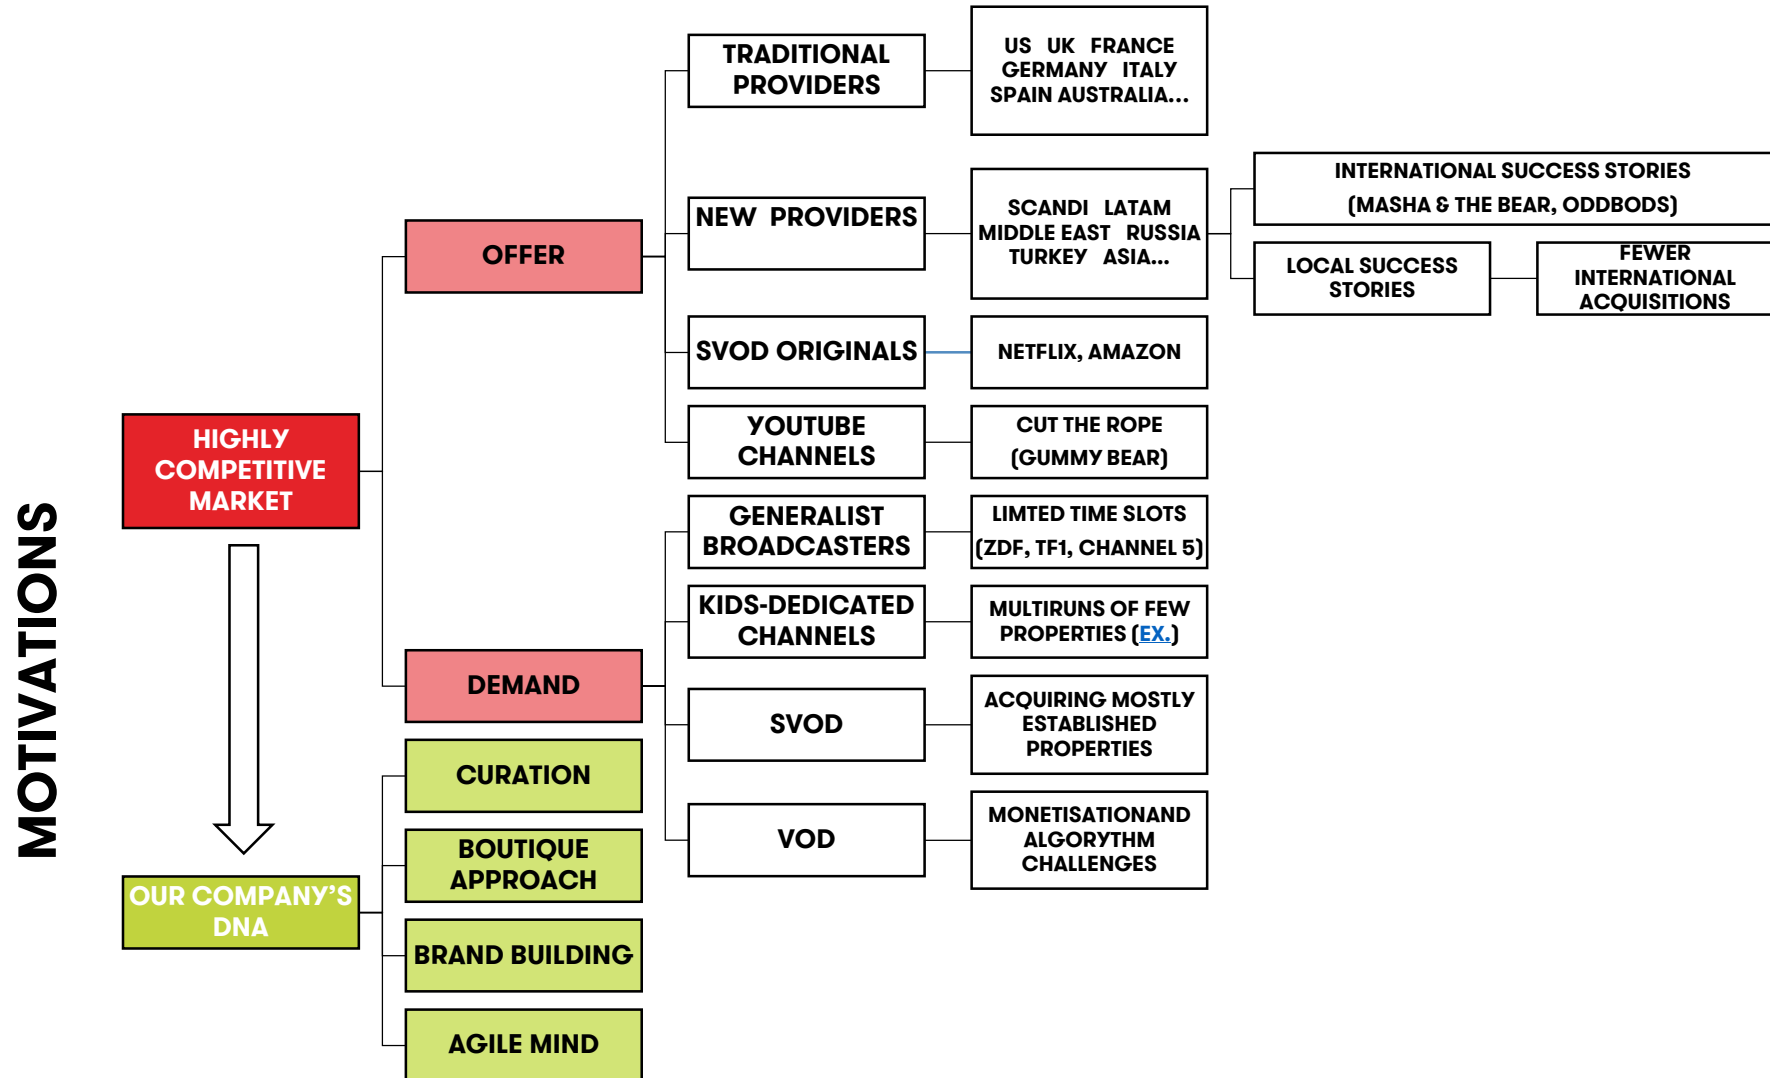 MOTIVATIONS
HIGHLY
COMPETITIVE
MARKET
OFFER
TRADITIONAL
PROVIDERS
US UK FRANCE
GERMANY ITALY
SPAIN AUSTRALIA...
NEW PROVIDERS
SCANDI LATAM
MIDDLE EAST RUSSIA
TURKEY ASIA...
INTERNATIONAL SUCCESS STORIES
(MASHA & THE BEAR, ODDBODS)
LOCAL SUCCESS
STORIES
FEWER
INTERNATIONAL
ACQUISITIONS
SVOD ORIGINALS
NETFLIX, AMAZON
YOUTUBE
CHANNELS
CUT THE ROPE
(GUMMY BEAR)
DEMAND
GENERALIST
BROADCASTERS
LIMTED TIME SLOTS
(ZDF, TF1, CHANNEL 5)
KIDS-DEDICATED
CHANNELS
MULTIRUNS OF FEW
PROPERTIES (EX.)
SVOD
ACQUIRING MOSTLY
ESTABLISHED
PROPERTIES
VOD
MONETISATIONAND
ALGORYTHM
CHALLENGES
OUR COMPANY'S
DNA
CURATION
BOUTIQUE
APPROACH
BRAND BUILDING
AGILE MIND